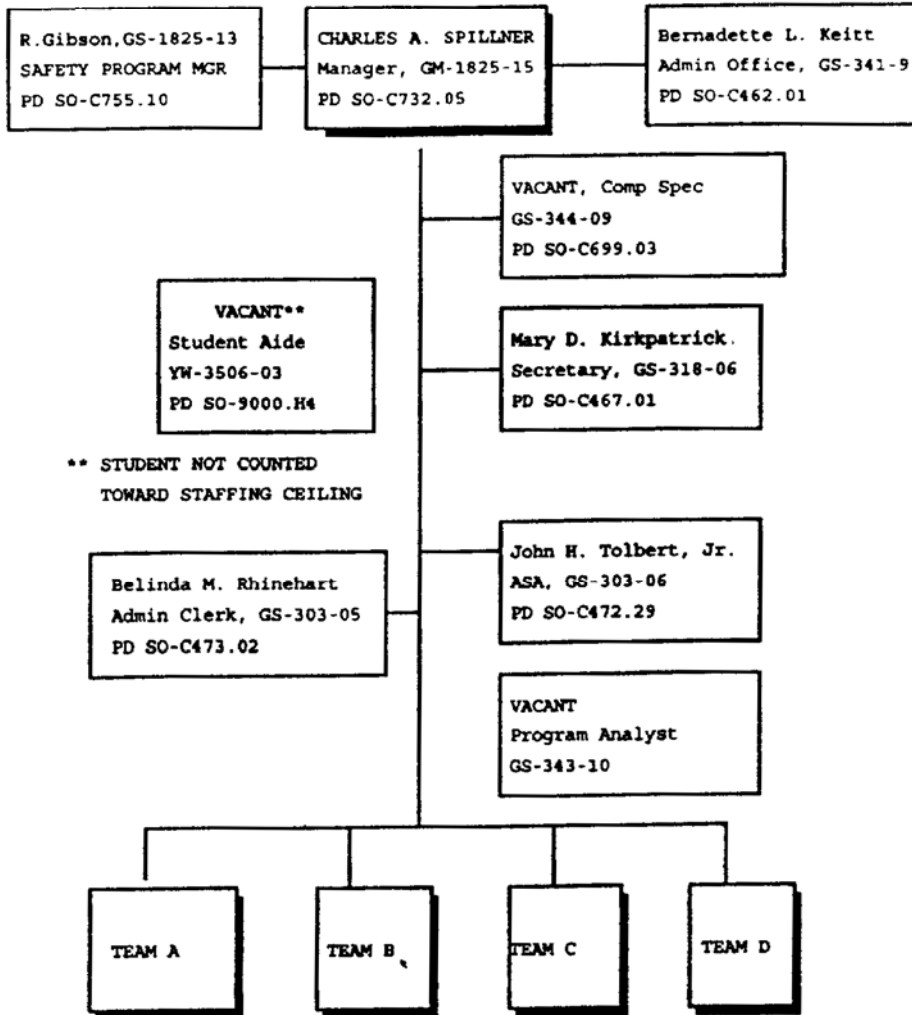 R.Gibson,GS-1825-13
SAFETY PROGRAM MGR
PD SO-C755.10
CHARLES A. SPILLNER
Manager, GM-1825-15
PD SO-C732.05
Bernadette L. Keitt
Admin Office, GS-341-9
PD SO-C462.01
VACANT, Comp Spec
GS-344-09
PD SO-C699.03
VACANT**
Student Aide
YW-3506-03
PD SO-9000.H4
Mary D. Kirkpatrick
Secretary, GS-318-06
PD SO-C467.01
** STUDENT NOT COUNTED
TOWARD STAFFING CEILING
John H. Tolbert, Jr.
ASA, GS-303-06
PD SO-C472.29
Belinda M. Rhinehart
Admin Clerk, GS-303-05
PD SO-C473.02
VACANT
Program Analyst
GS-343-10
TEAM A
TEAM B
TEAM C
TEAM D